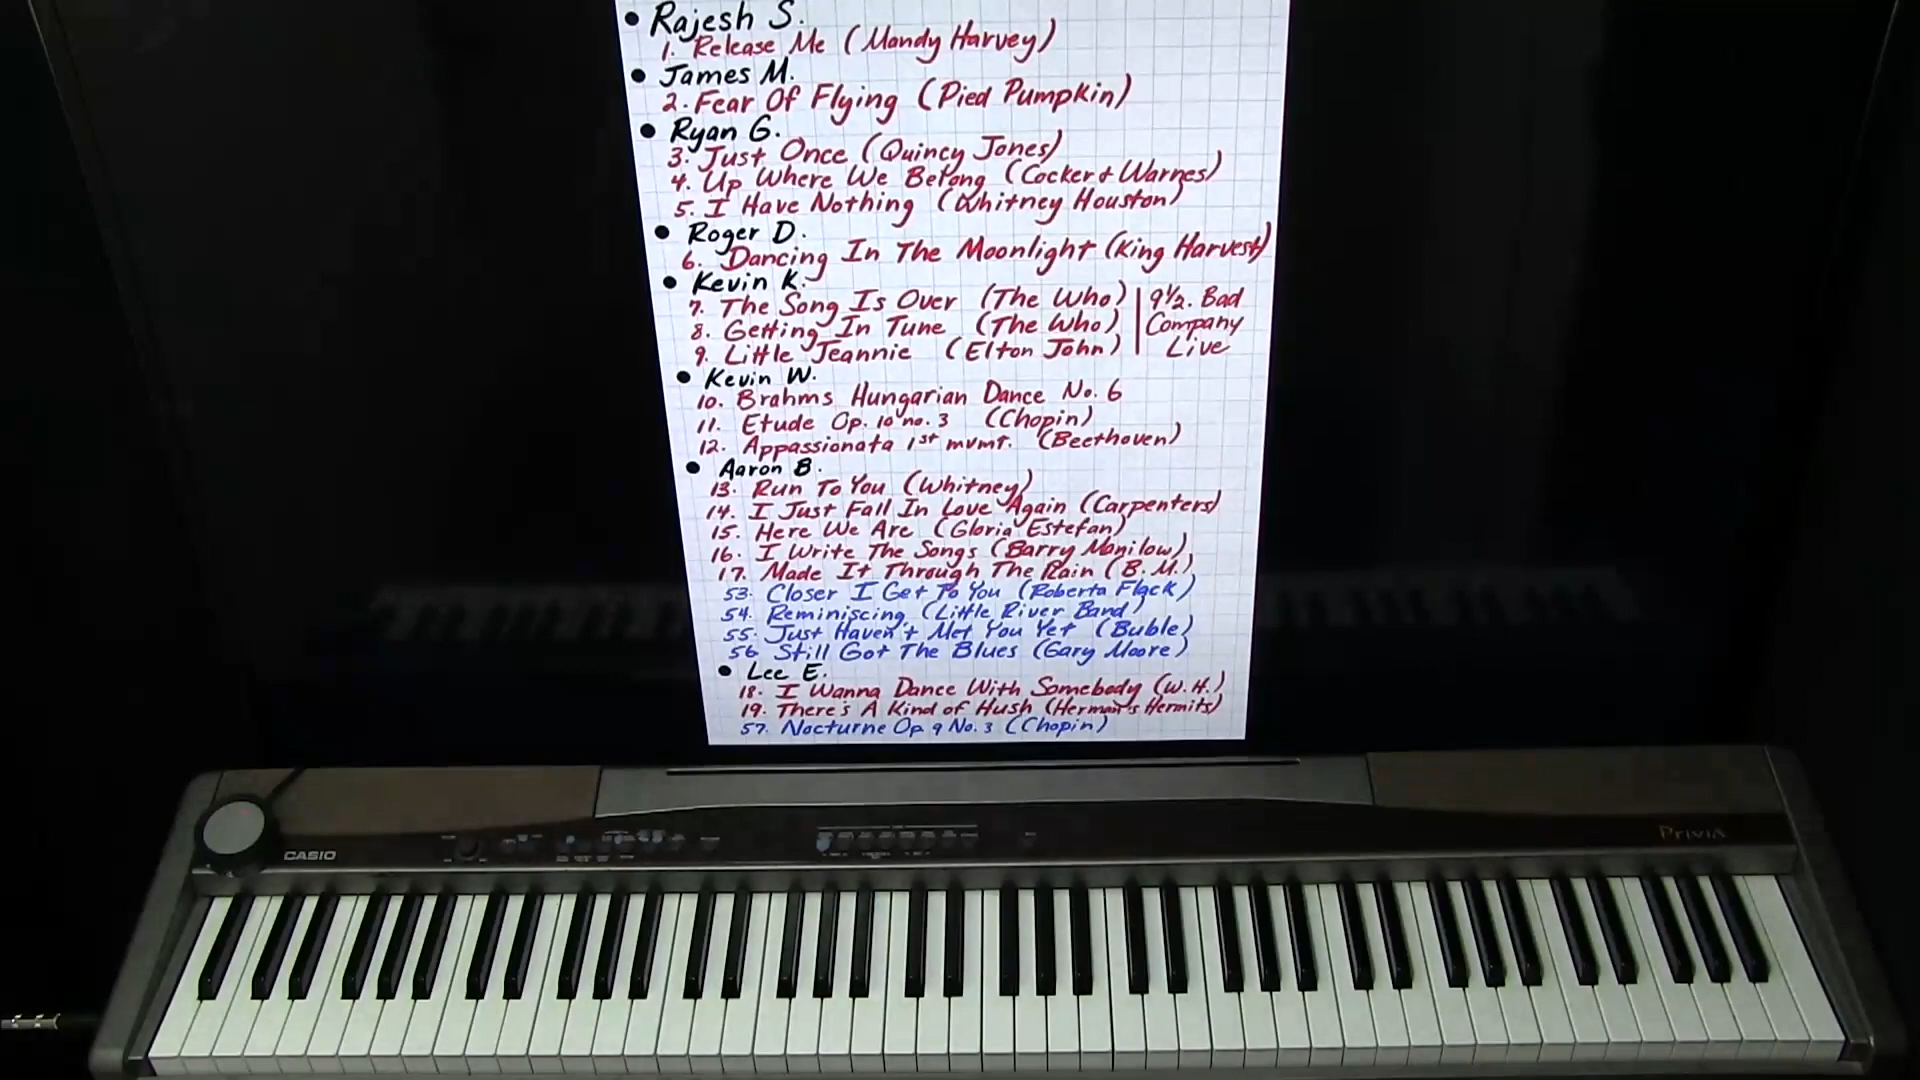 • Rajesh S.
1. Release Me (Mandy Harvey)
• James M.
2. Fear Of Flying (Pied Pumpkin)
• Ryan G.
3. Just Once (Quincy Jones)
4. Up Where We Belong (Cocker & Warnes)
5. I Have Nothing (Whitney Houston)
• Roger D.
6. Dancing In The Moonlight (King Harvest)
• Kevin K.
7. The Song Is Over (The Who)
8. Getting In Tune (The Who)
9. Little Jeannie (Elton John)
9½. Bad
Company
Live
• Kevin W.
10. Brahms Hungarian Dance No. 6
11. Etude Op. 10 no. 3 (Chopin)
12. Appassionata 1st mvmt. (Beethoven)
• Aaron B.
13. Run To You (Whitney)
14. I Just Fall In Love Again (Carpenters)
15. Here We Are (Gloria Estefan)
16. I Write The Songs (Barry Manilow)
17. Made It Through The Rain (B.M.)
53. Closer I Get To You (Roberta Flack)
54. Reminiscing (Little River Band)
55. Just Haven't Met You Yet (Buble)
56 Still Got The Blues (Gary Moore)
• Lee E.
18. I Wanna Dance With Somebody (W.H.)
19. There's A Kind of Hush (Herman's Hermits)
57. Nocturne Op 9 No. 3 (Chopin)
CASIO
Privia